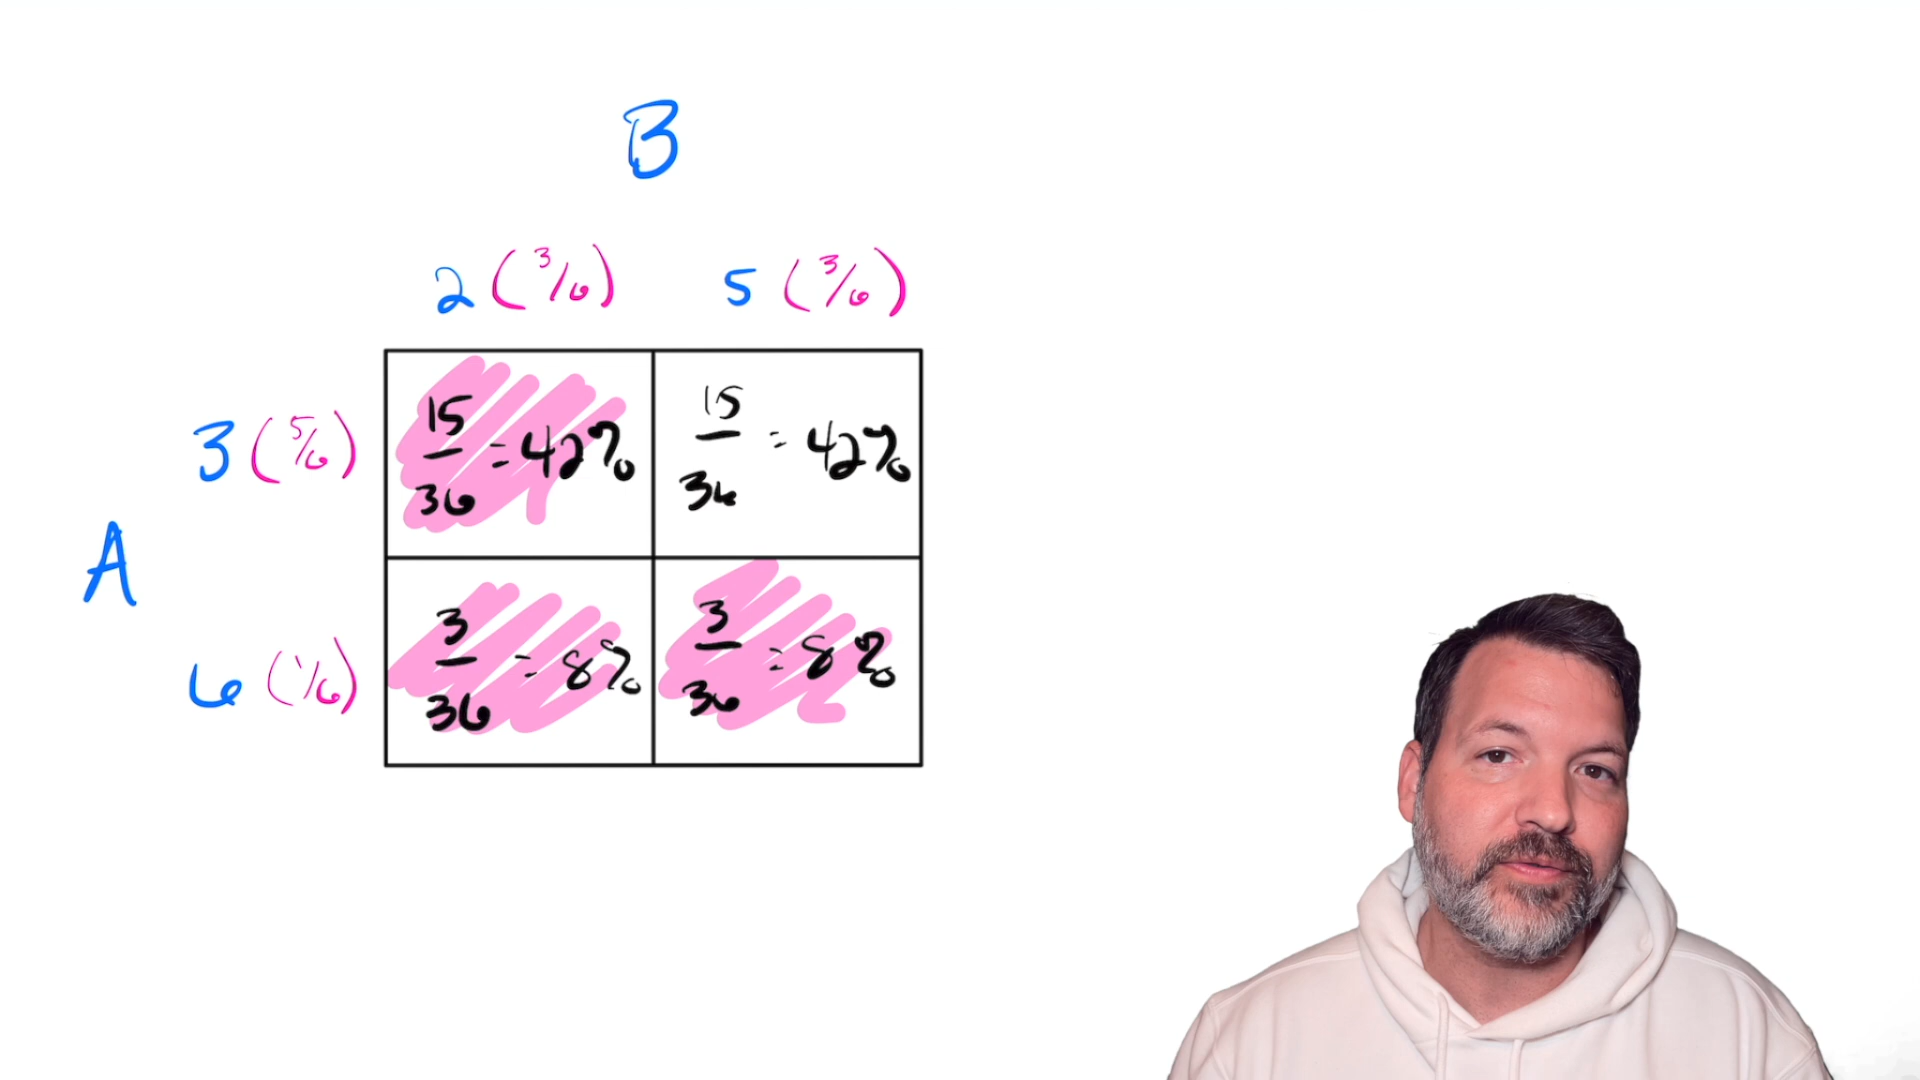 B
2 (3/6) 5 (3/6)
3 (5/6)
15/36 = 42% 15/36 = 42%
A
6 (1/6)
3/36 = 8% 3/36 = 8%